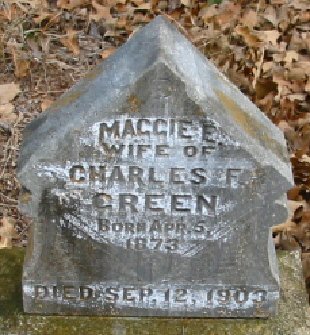 MAGGIE E.
WIFE OF
CHARLES F.
GREEN
BORN APR. 5,
1873
DIED SEP. 12, 1903